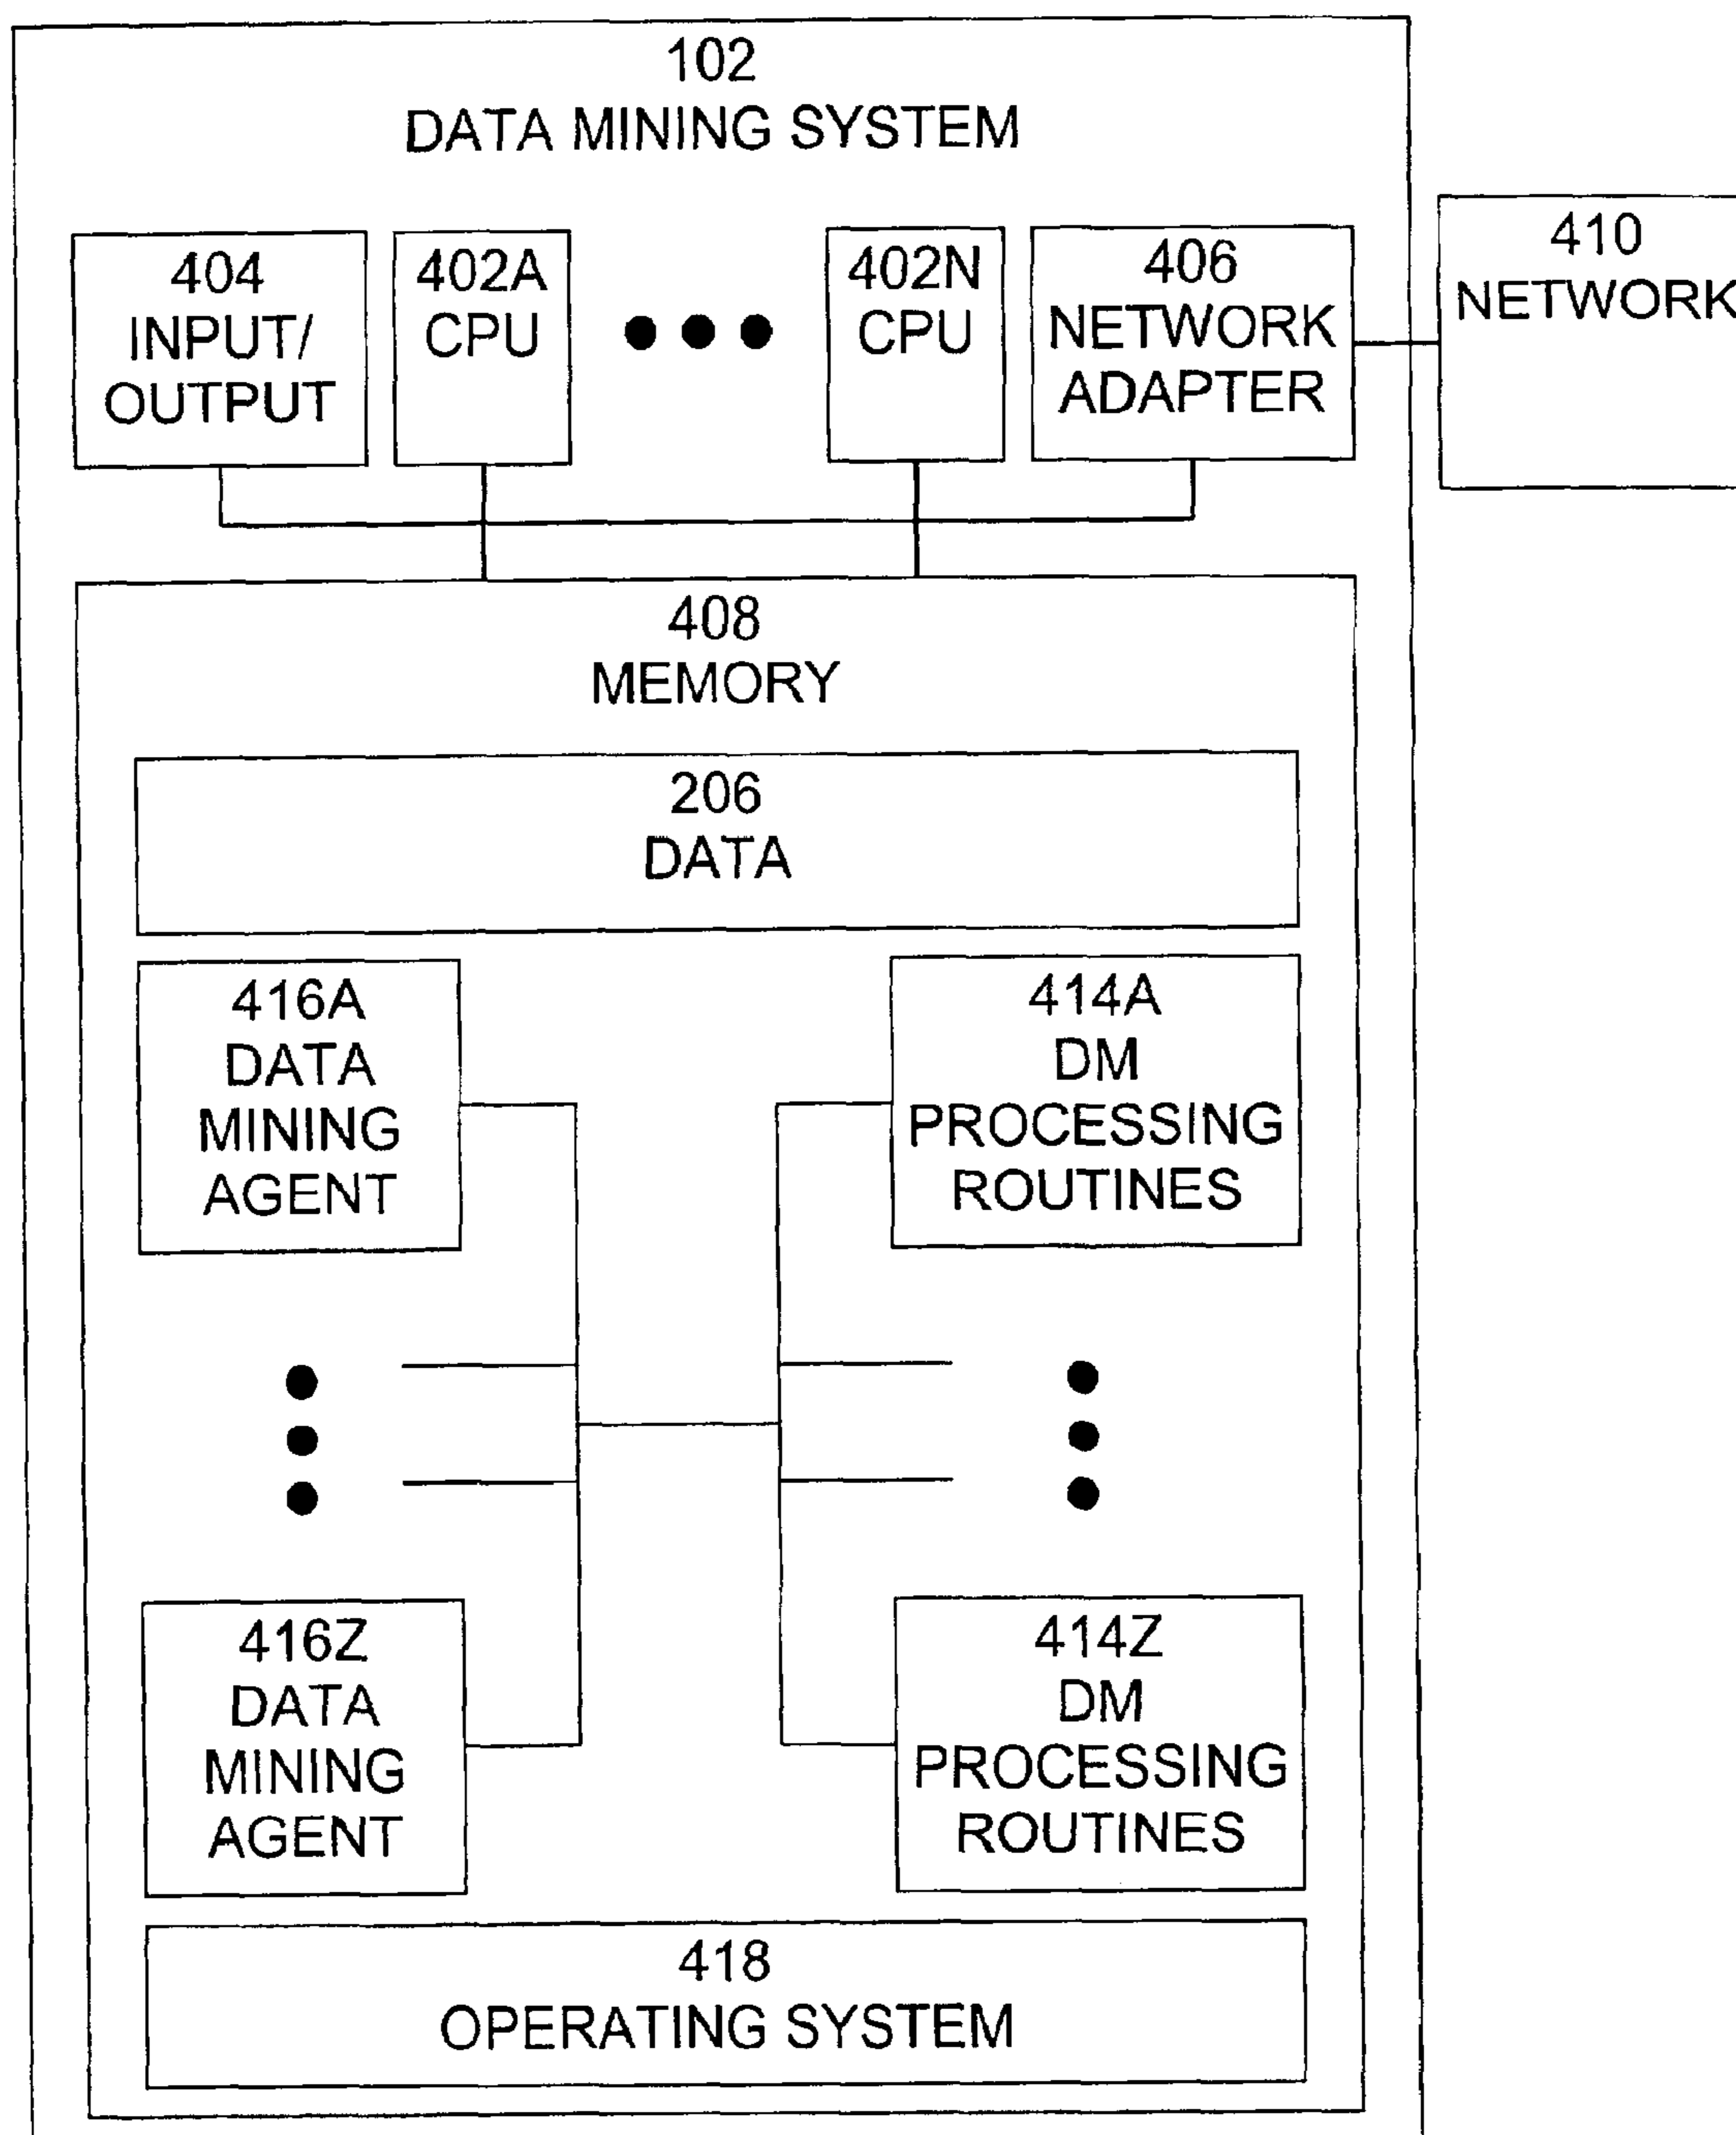 102
DATA MINING SYSTEM
404
INPUT/
OUTPUT
402A
CPU
402N
CPU
406
NETWORK
ADAPTER
410
NETWORK
408
MEMORY
206
DATA
416A
DATA
MINING
AGENT
414A
DM
PROCESSING
ROUTINES
416Z
DATA
MINING
AGENT
414Z
DM
PROCESSING
ROUTINES
418
OPERATING SYSTEM